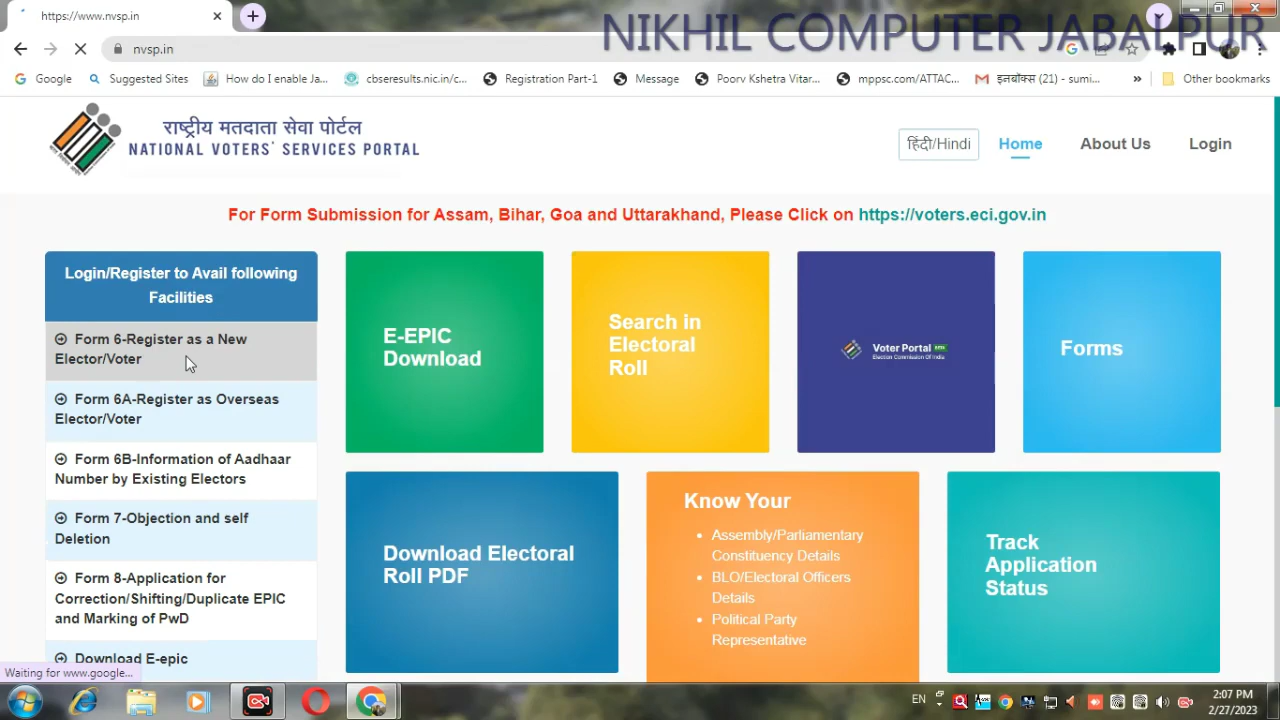 https://www.nvsp.in
NIKHIL COMPUTER JABALPUR
nvsp.in
Google
Suggested Sites
How do I enable Ja...
cbseresults.nic.in/c...
Registration Part-1
Message
Poorv Kshetra Vitar...
mppsc.com/ATTAC...
इनबॉक्स (21) - sumi...
»
Other bookmarks
राष्ट्रीय मतदाता सेवा पोर्टल
NATIONAL VOTERS' SERVICES PORTAL
हिंदी/Hindi
Home
About Us
Login
For Form Submission for Assam, Bihar, Goa and Uttarakhand, Please Click on https://voters.eci.gov.in
Login/Register to Avail following
Facilities
Form 6-Register as a New
Elector/Voter
Form 6A-Register as Overseas
Elector/Voter
Form 6B-Information of Aadhaar
Number by Existing Electors
Form 7-Objection and self
Deletion
Form 8-Application for
Correction/Shifting/Duplicate EPIC
and Marking of PwD
Download E-epic
E-EPIC
Download
Search in
Electoral
Roll
Voter Portal
Election Commission Of India
Forms
Download Electoral
Roll PDF
Know Your
• Assembly/Parliamentary
Constituency Details
• BLO/Electoral Officers
Details
• Political Party
Representative
Track
Application
Status
Waiting for www.google...
EN
2:07 PM
2/27/2023